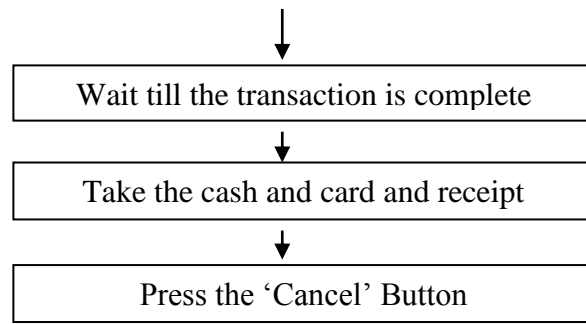 Wait till the transaction is complete
Take the cash and card and receipt
Press the ‘Cancel’ Button